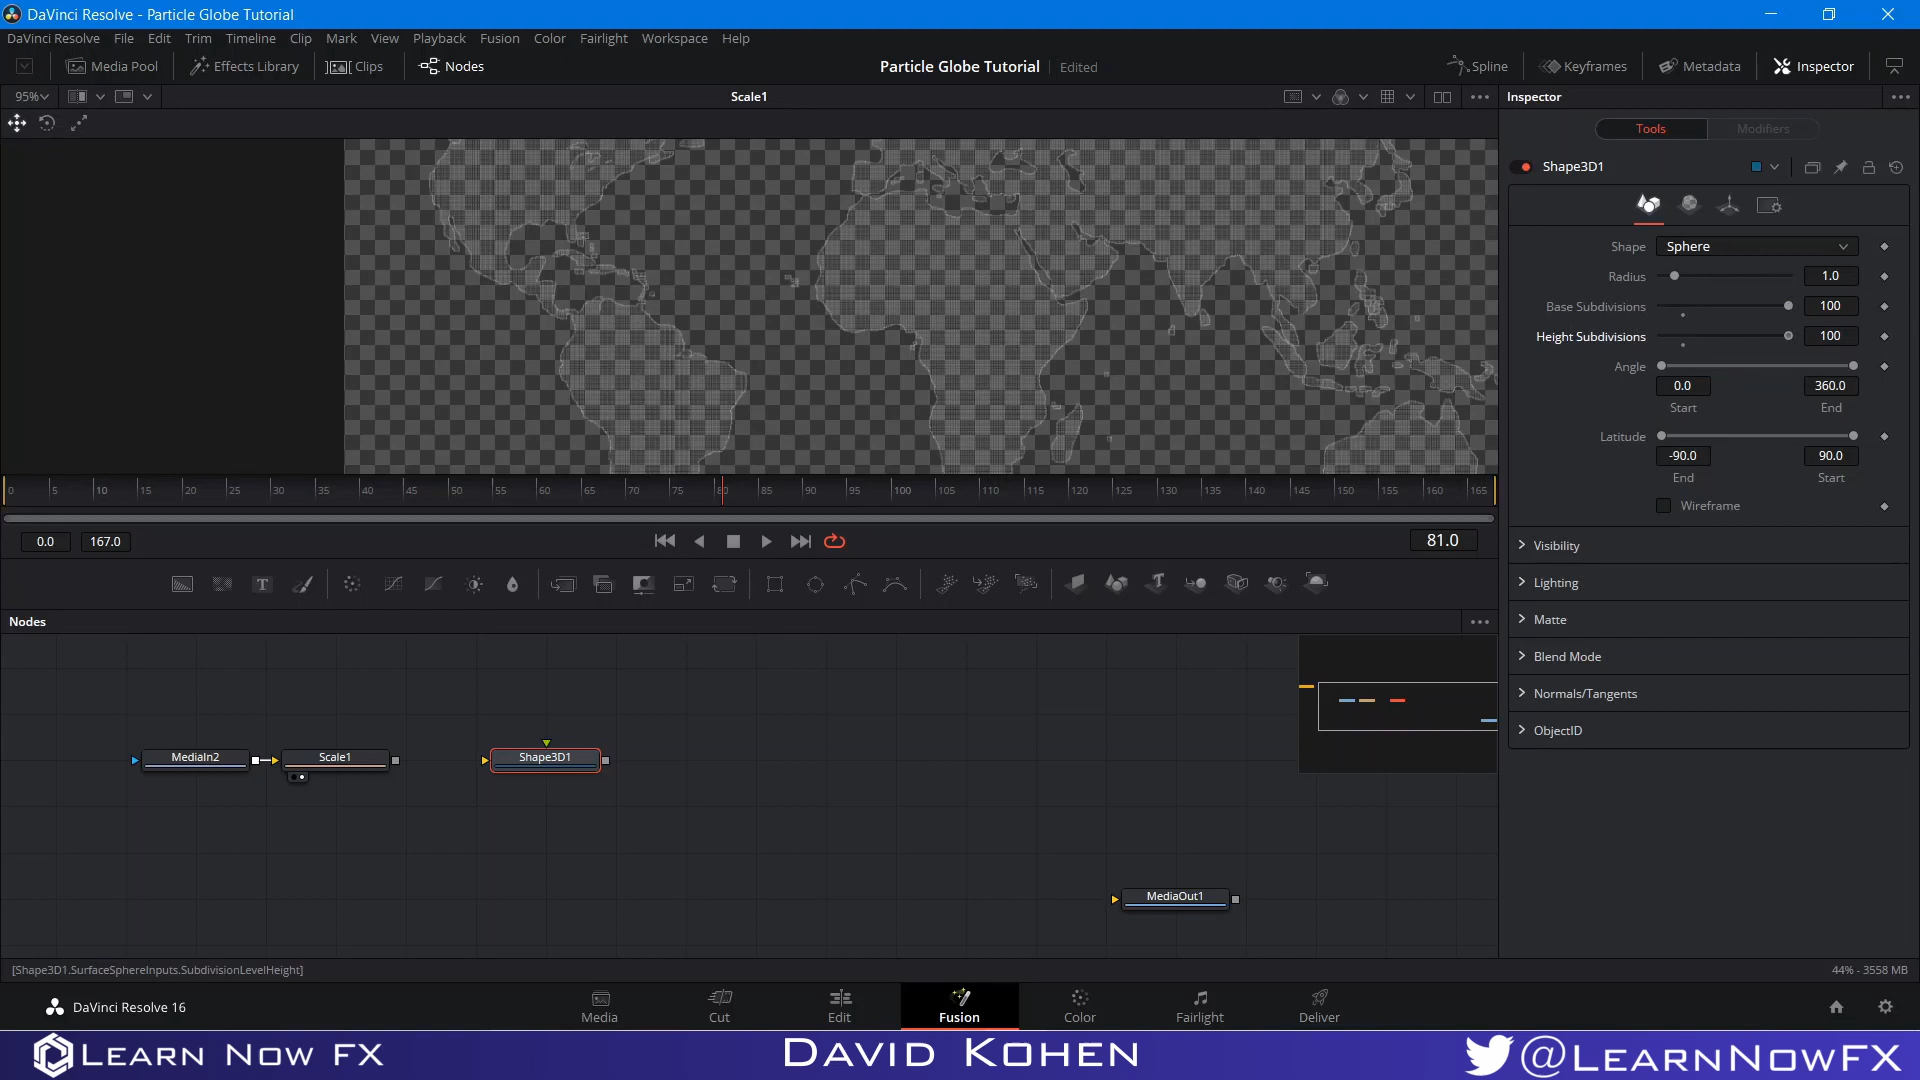 DaVinci Resolve - Particle Globe Tutorial
DaVinci Resolve File Edit Trim Timeline Clip Mark View Playback Fusion Color Fairlight Workspace Help
Media Pool Effects Library Clips Nodes Particle Globe Tutorial Edited Spline Keyframes Metadata Inspector
95% Scale1 Inspector
Tools Modifiers
Shape3D1
Shape Sphere
Radius 1.0
Base Subdivisions 100
Height Subdivisions 100
Angle
0.0 360.0
Start End
Latitude
-90.0 90.0
End Start
Wireframe
Visibility
Lighting
Matte
Blend Mode
Normals/Tangents
ObjectID
0 5 10 15 20 25 30 35 40 45 50 55 60 65 70 75 80 85 90 95 100 105 110 115 120 125 130 135 140 145 150 155 160 165
0.0 167.0 81.0
Nodes
MediaIn2 Scale1 Shape3D1
MediaOut1
[Shape3D1.SurfaceSphereInputs.SubdivisionLevelHeight] 44% - 3558 MB
DaVinci Resolve 16 Media Cut Edit Fusion Color Fairlight Deliver
Learn Now FX David Kohen @LearnNowFX